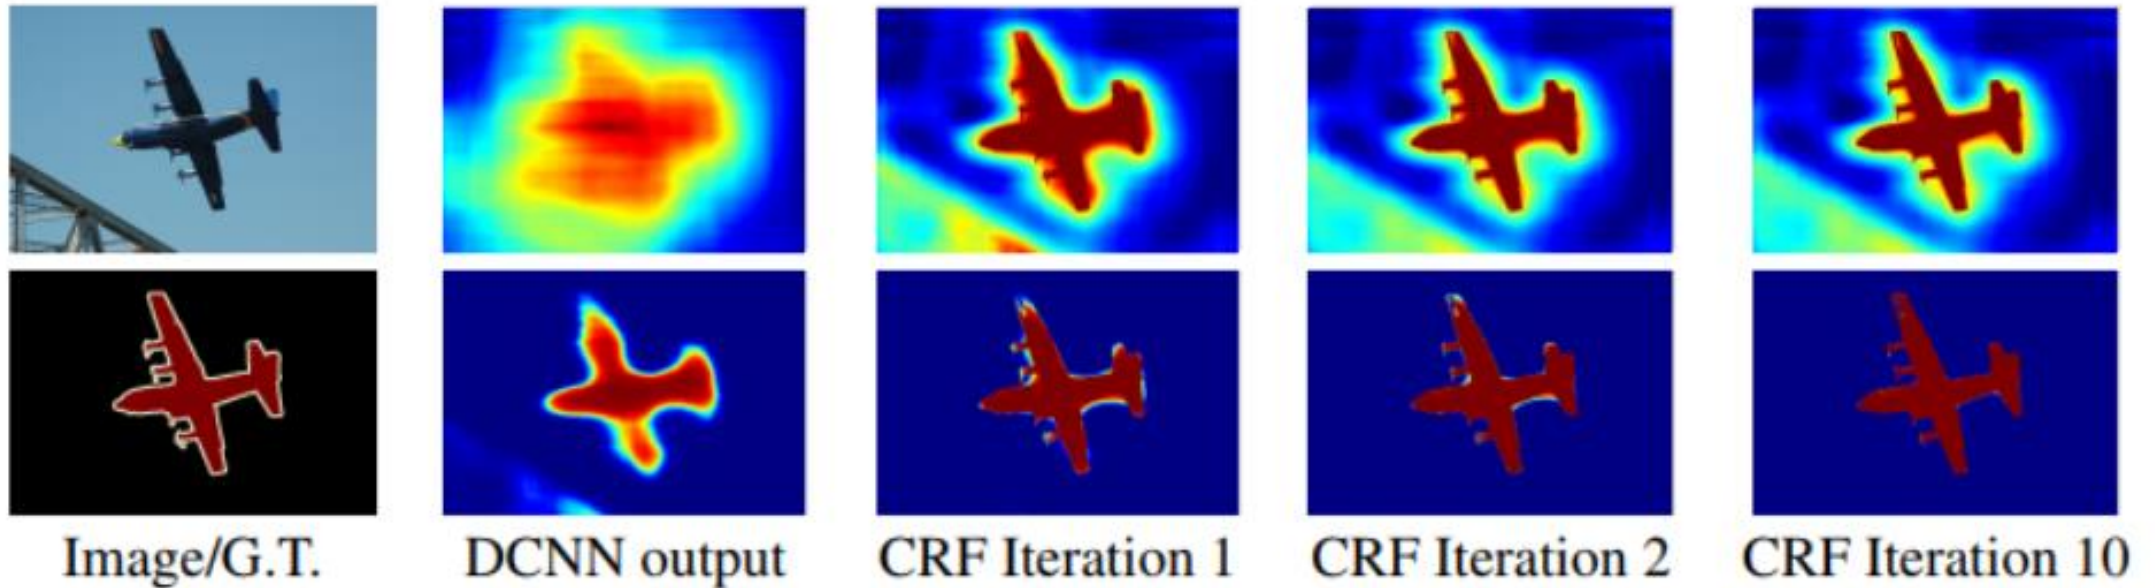 Image/G.T.
DCNN output
CRF Iteration 1
CRF Iteration 2
CRF Iteration 10